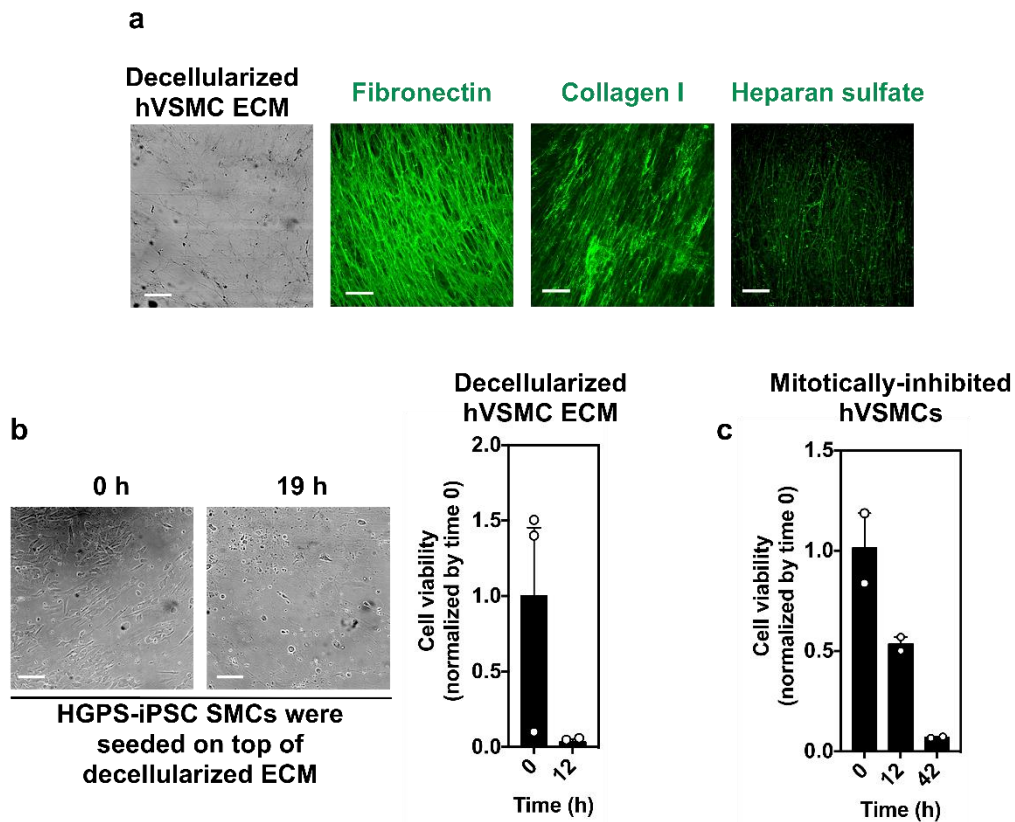 a
Decellularized
hVSMC ECM
Fibronectin
Collagen I
Heparan sulfate
b
0 h
19 h
HGPS-iPSC SMCs were
seeded on top of
decellularized ECM
Decellularized
hVSMC ECM
Cell viability
(normalized by time 0)
2.0
1.5
1.0
0.5
0.0
0
12
Time (h)
c
Mitotically-inhibited
hVSMCs
Cell viability
(normalized by time 0)
1.5
1.0
0.5
0.0
0
12
42
Time (h)